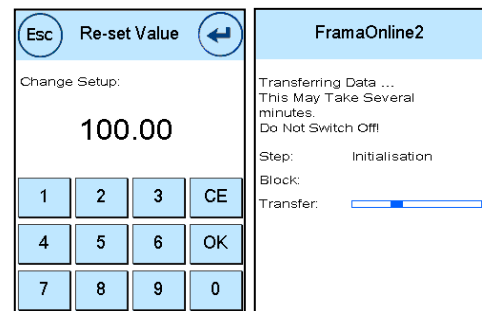 Esc Re-set Value
Change Setup:
100.00
1 2 3 CE
4 5 6 OK
7 8 9 0
FramaOnline2
Transferring Data ...
This May Take Several
minutes.
Do Not Switch Off!
Step: Initialisation
Block:
Transfer: